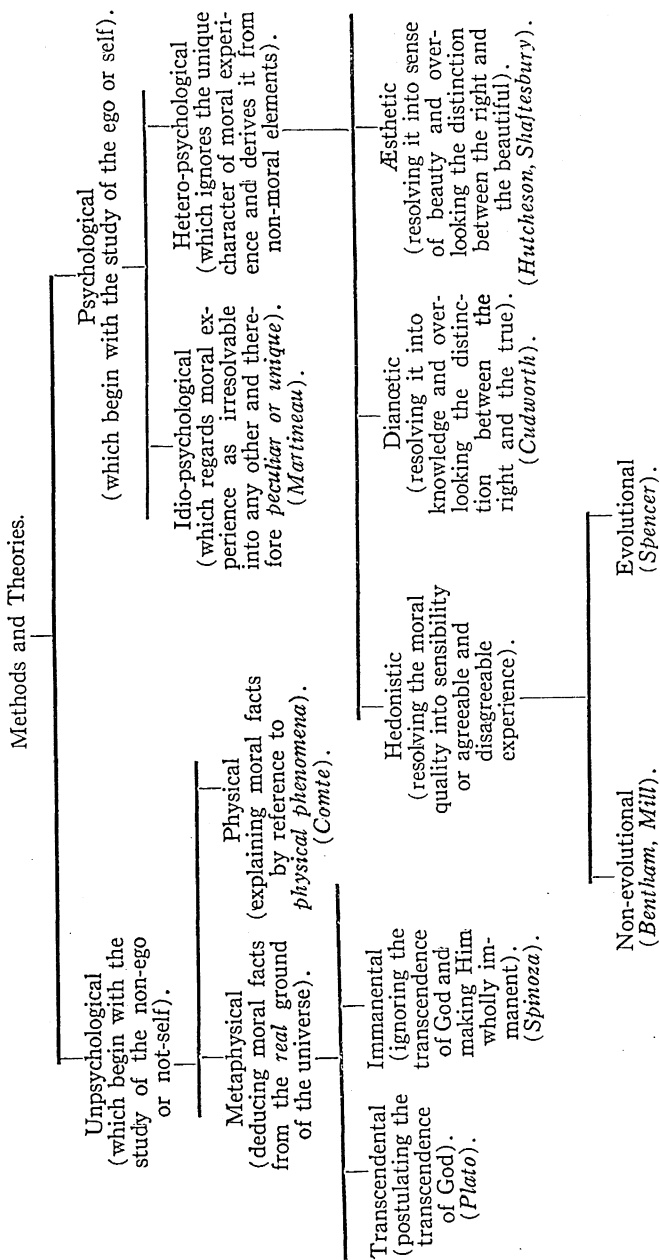 Methods and Theories.
Unpsychological
(which begin with the
study of the non-ego
or not-self).
Psychological
(which begin with the study of the ego or self).
Metaphysical
(deducing moral facts
from the real ground
of the universe).
Physical
(explaining moral facts
by reference to
physical phenomena).
(Comte)
Idio-psychological
(which regards moral ex-
perience as irresolvable
into any other and there-
fore peculiar or unique).
(Martineau).
Hetero-psychological
(which ignores the unique
character of moral experi-
ence and derives it from
non-moral elements).
Transcendental
(postulating the
transcendence
of God).
(Plato).
Immanental
(ignoring the
transcendence
of God and
making Him
wholly im-
manent).
(Spinoza).
Hedonistic
(resolving the moral
quality into sensibility
or agreeable and
disagreeable
experience).
Dianœtic
(resolving it into
knowledge and over-
looking the distinc-
tion between the
right and the true).
(Cudworth).
Æsthetic
(resolving it into sense
of beauty and over-
looking the distinction
between the right and
the beautiful).
(Hutcheson, Shaftesbury).
Non-evolutional
(Bentham, Mill).
Evolutional
(Spencer).